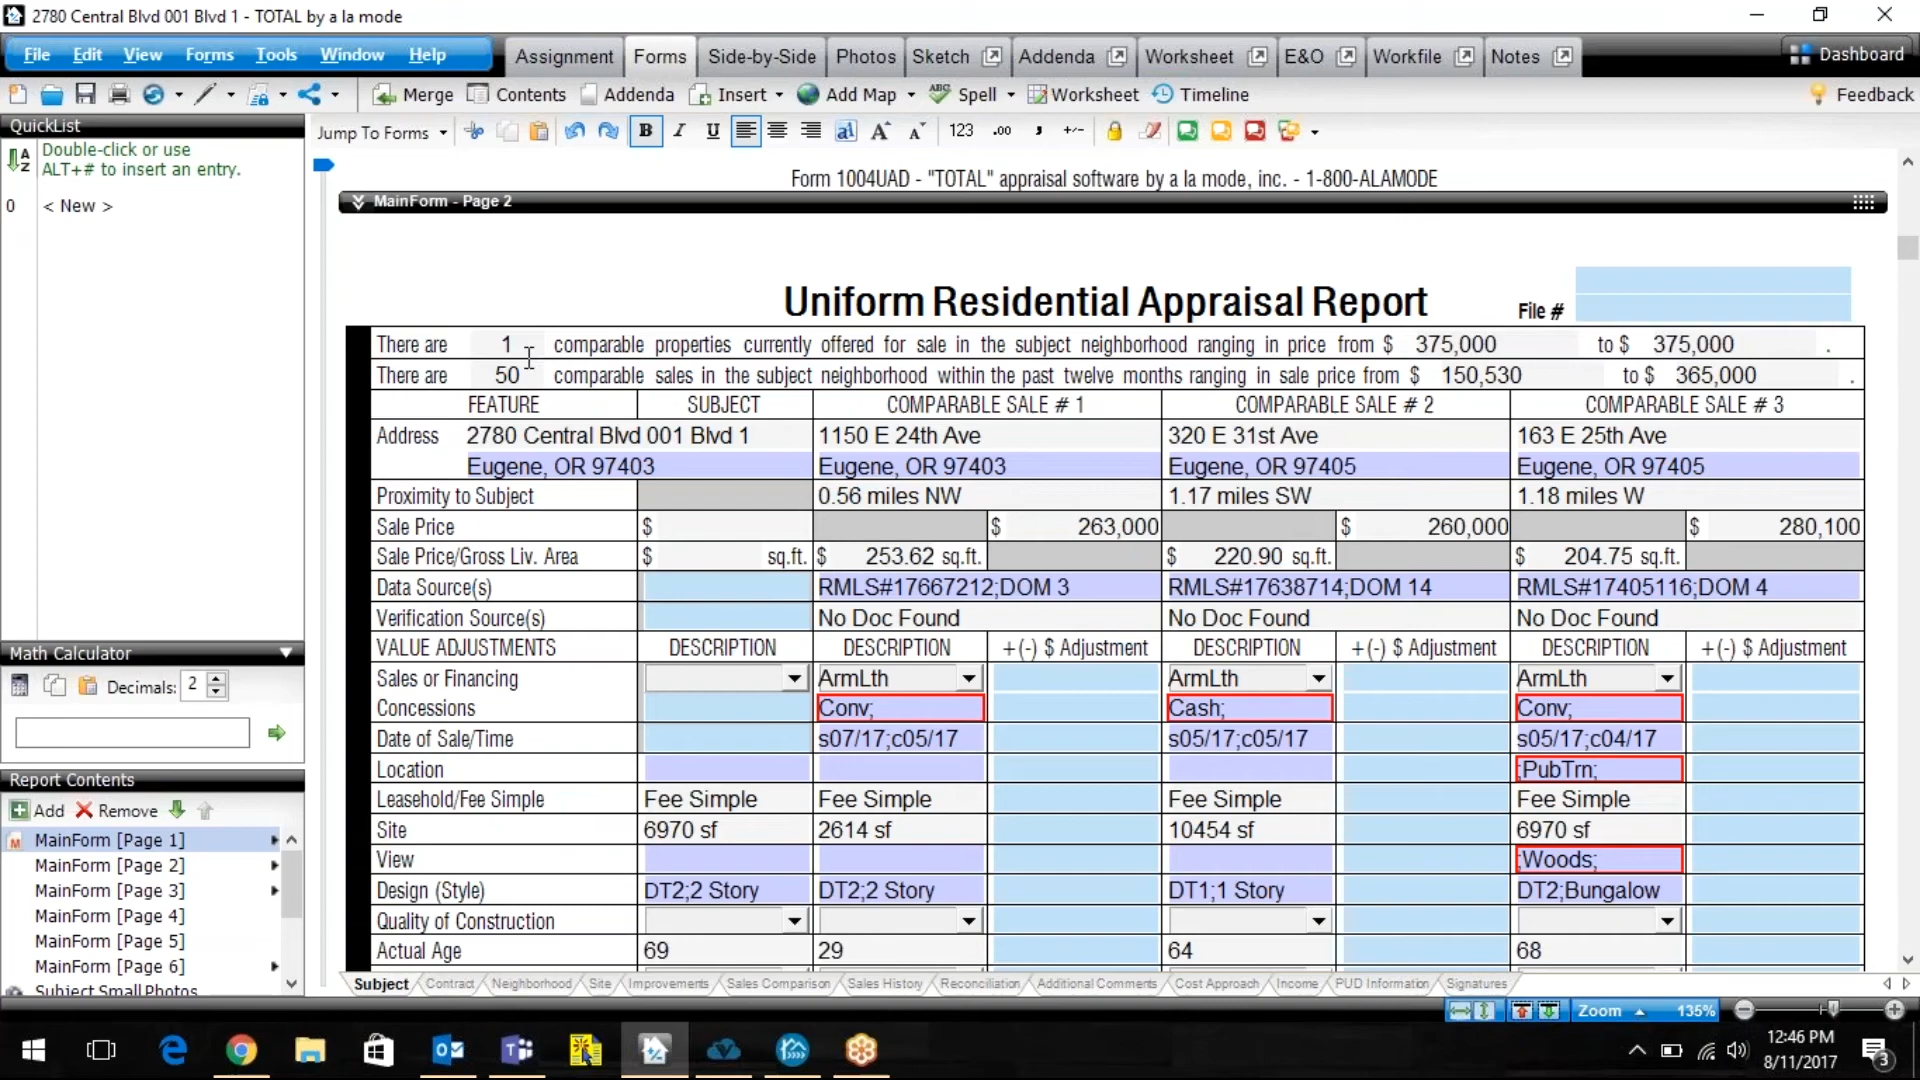 2780 Central Blvd 001 Blvd 1 - TOTAL by a la mode
File Edit View Forms Tools Window Help Assignment Forms Side-by-Side Photos Sketch Addenda Worksheet E&O Workfile Notes Dashboard
Merge Contents Addenda Insert Add Map ABC Spell Worksheet Timeline Feedback
QuickList
Jump To Forms B I U a A A 123 .00 , +/-
A
Z
Double-click or use
ALT+# to insert an entry.
0 < New >
Form 1004UAD - "TOTAL" appraisal software by a la mode, inc. - 1-800-ALAMODE
MainForm - Page 2
Uniform Residential Appraisal Report File #
There are 1 comparable properties currently offered for sale in the subject neighborhood ranging in price from $ 375,000 to $ 375,000 .
There are 50 comparable sales in the subject neighborhood within the past twelve months ranging in sale price from $ 150,530 to $ 365,000 .
FEATURE SUBJECT COMPARABLE SALE # 1 COMPARABLE SALE # 2 COMPARABLE SALE # 3
Address 2780 Central Blvd 001 Blvd 1 1150 E 24th Ave 320 E 31st Ave 163 E 25th Ave
Eugene, OR 97403 Eugene, OR 97403 Eugene, OR 97405 Eugene, OR 97405
Proximity to Subject 0.56 miles NW 1.17 miles SW 1.18 miles W
Sale Price $ $ 263,000 $ 260,000 $ 280,100
Sale Price/Gross Liv. Area $ sq.ft. $ 253.62 sq.ft. $ 220.90 sq.ft. $ 204.75 sq.ft.
Data Source(s) RMLS#17667212;DOM 3 RMLS#17638714;DOM 14 RMLS#17405116;DOM 4
Verification Source(s) No Doc Found No Doc Found No Doc Found
VALUE ADJUSTMENTS DESCRIPTION DESCRIPTION +(-) $ Adjustment DESCRIPTION +(-) $ Adjustment DESCRIPTION +(-) $ Adjustment
Sales or Financing ArmLth ArmLth ArmLth
Concessions Conv; Cash; Conv;
Date of Sale/Time s07/17;c05/17 s05/17;c05/17 s05/17;c04/17
Location ;PubTrn;
Leasehold/Fee Simple Fee Simple Fee Simple Fee Simple Fee Simple
Site 6970 sf 2614 sf 10454 sf 6970 sf
View ;Woods;
Design (Style) DT2;2 Story DT2;2 Story DT1;1 Story DT2;Bungalow
Quality of Construction
Actual Age 69 29 64 68
Math Calculator
Decimals: 2
Report Contents
Add Remove
MainForm [Page 1]
MainForm [Page 2]
MainForm [Page 3]
MainForm [Page 4]
MainForm [Page 5]
MainForm [Page 6]
Subject Small Photos
Subject Contract Neighborhood Site Improvements Sales Comparison Sales History Reconciliation Additional Comments Cost Approach Income PUD Information Signatures
Zoom 135%
12:46 PM
8/11/2017
3